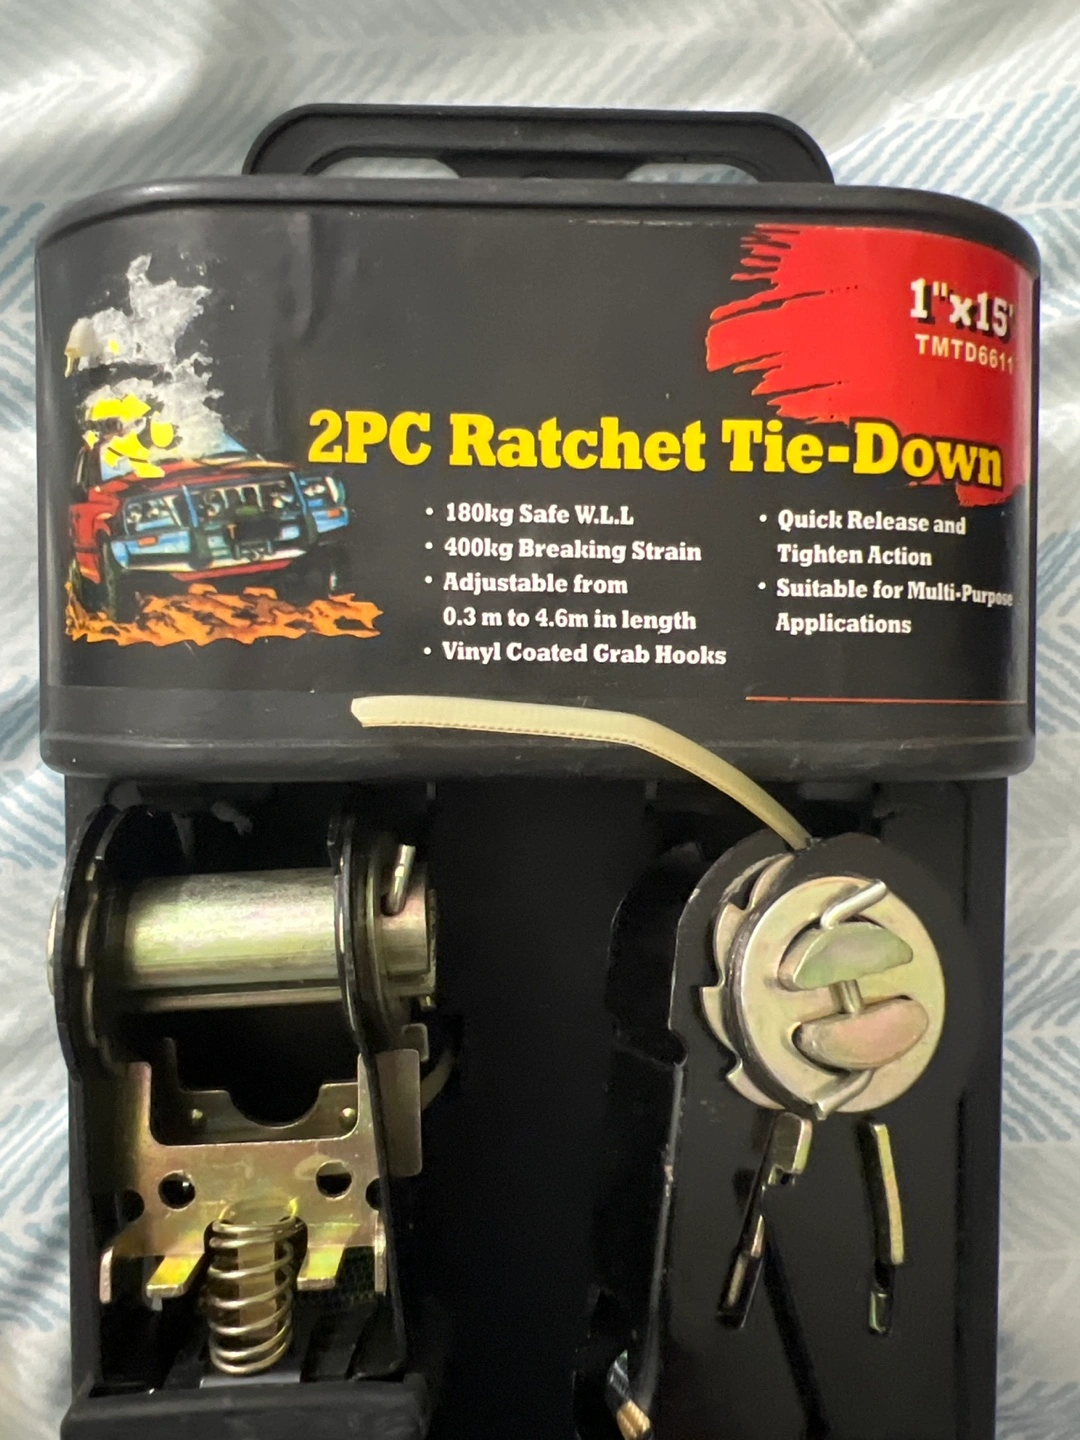 1"x15'
TMTD6611
2PC Ratchet Tie-Down
• 180kg Safe W.L.L
• 400kg Breaking Strain
• Adjustable from
0.3 m to 4.6m in length
• Vinyl Coated Grab Hooks
• Quick Release and
Tighten Action
• Suitable for Multi-Purpose
Applications